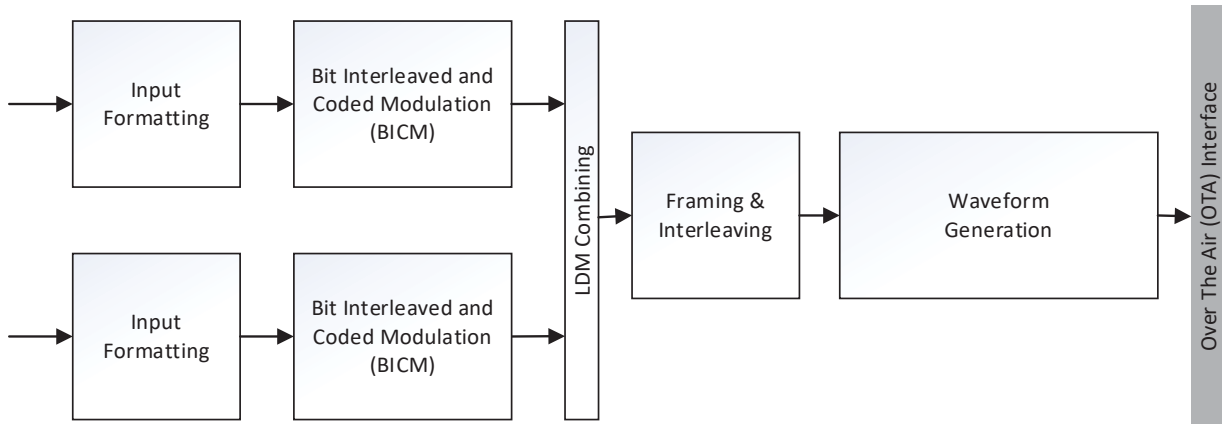 Input
Formatting
Bit Interleaved and
Coded Modulation
(BICM)
Input
Formatting
Bit Interleaved and
Coded Modulation
(BICM)
LDM Combining
Framing &
Interleaving
Waveform
Generation
Over The Air (OTA) Interface